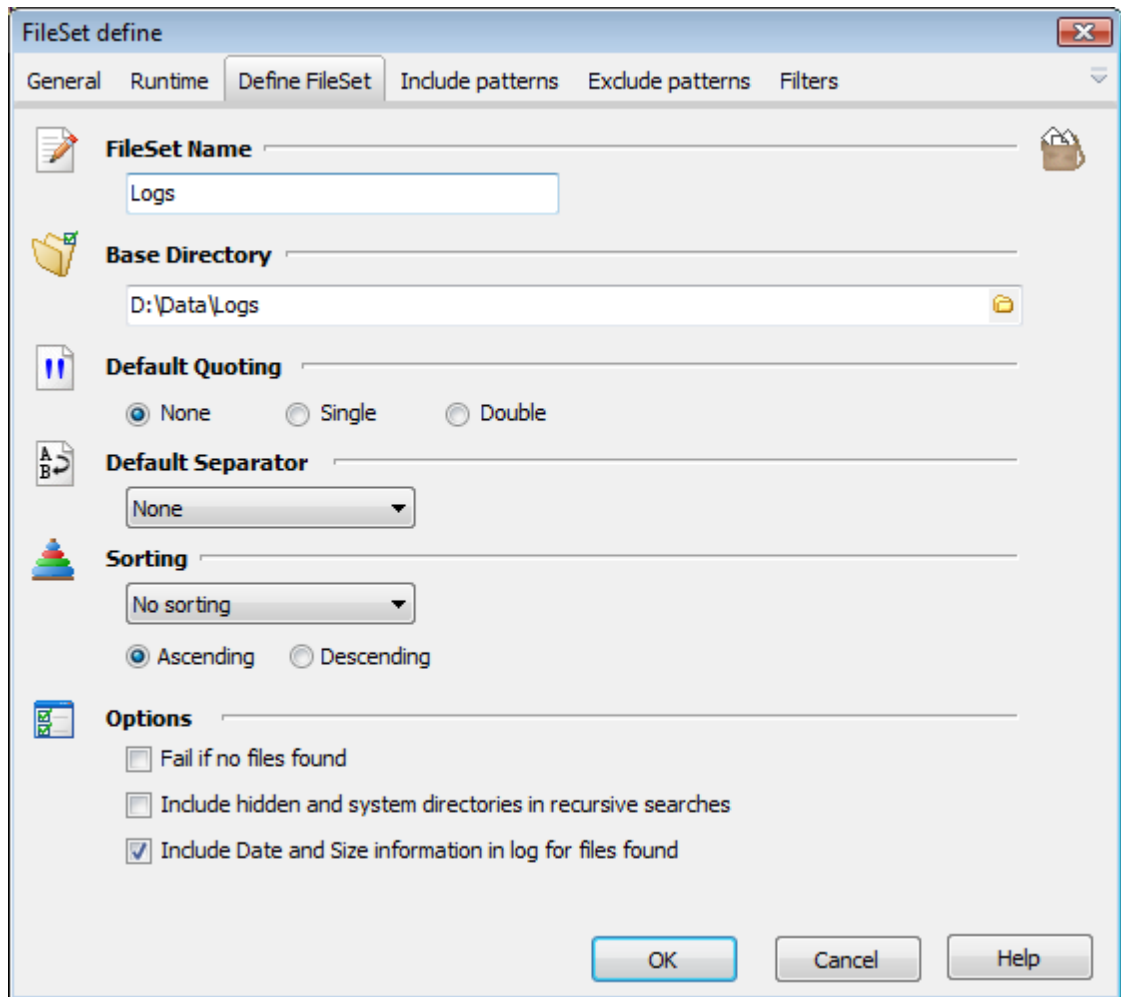 FileSet define
General Runtime Define FileSet Include patterns Exclude patterns Filters
FileSet Name
Logs
Base Directory
D:\Data\Logs
Default Quoting
None Single Double
A
B
Default Separator
None
Sorting
No sorting
Ascending Descending
Options
Fail if no files found
Include hidden and system directories in recursive searches
Include Date and Size information in log for files found
OK Cancel Help